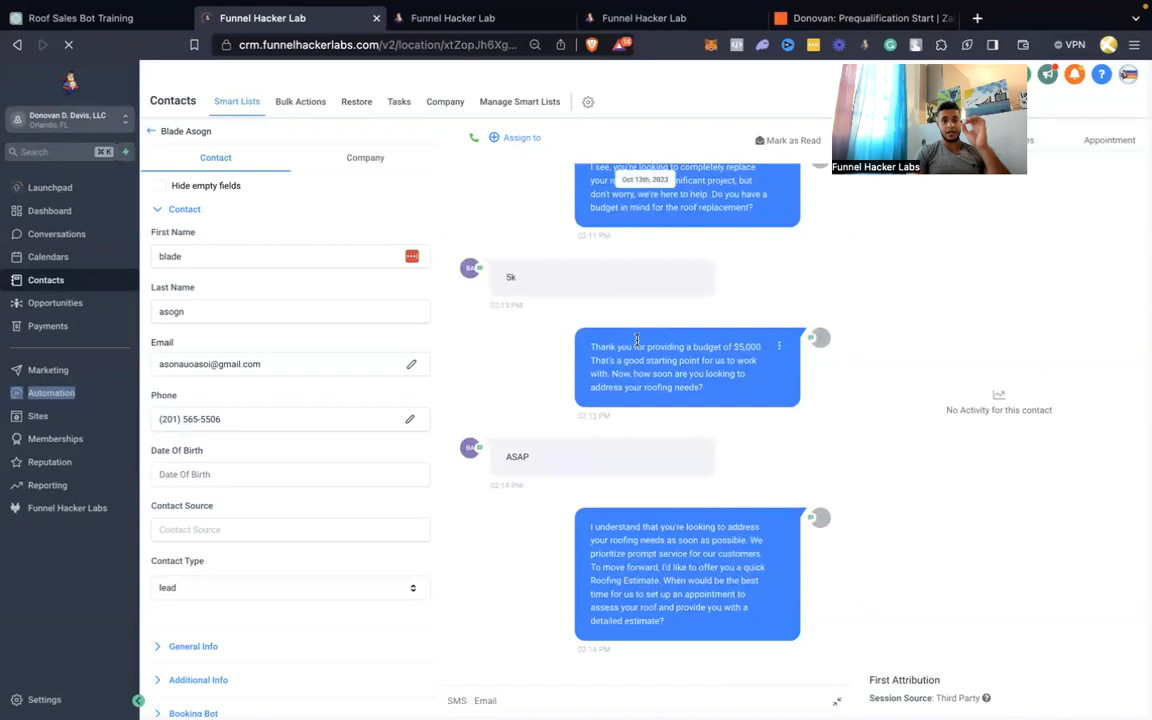 Roof Sales Bot Training
Funnel Hacker Lab
Funnel Hacker Lab
Funnel Hacker Lab
Donovan: Prequalification Start | Za
crm.funnelhackerlabs.com/v2/location/xtZopJh6Xg...
VPN
Donovan D. Davis, LLC
Orlando, FL
Search
⌘ K
Launchpad
Dashboard
Conversations
Calendars
Contacts
Opportunities
Payments
Marketing
Automation
Sites
Memberships
Reputation
Reporting
Funnel Hacker Labs
Settings
Contacts
Smart Lists
Bulk Actions
Restore
Tasks
Company
Manage Smart Lists
Blade Asogn
Contact
Company
Hide empty fields
Contact
First Name
blade
Last Name
asogn
Email
asonauoasoi@gmail.com
Phone
(201) 565-5506
Date Of Birth
Date Of Birth
Contact Source
Contact Source
Contact Type
lead
General Info
Additional Info
Booking Bot
Assign to
Mark as Read
Appointment
I see, you're looking to completely replace
Oct 13th, 2023
don't worry, we're here to help. Do you have a
budget in mind for the roof replacement?
02:11 PM
BA
5k
02:13 PM
Thank you for providing a budget of $5,000.
That's a good starting point for us to work
with. Now, how soon are you looking to
address your roofing needs?
02:13 PM
BA
ASAP
02:14 PM
I understand that you're looking to address
your roofing needs as soon as possible. We
prioritize prompt service for our customers.
To move forward, I'd like to offer you a quick
Roofing Estimate. When would be the best
time for us to set up an appointment to
assess your roof and provide you with a
detailed estimate?
02:14 PM
SMS Email
Funnel Hacker Labs
No Activity for this contact
First Attribution
Session Source: Third Party